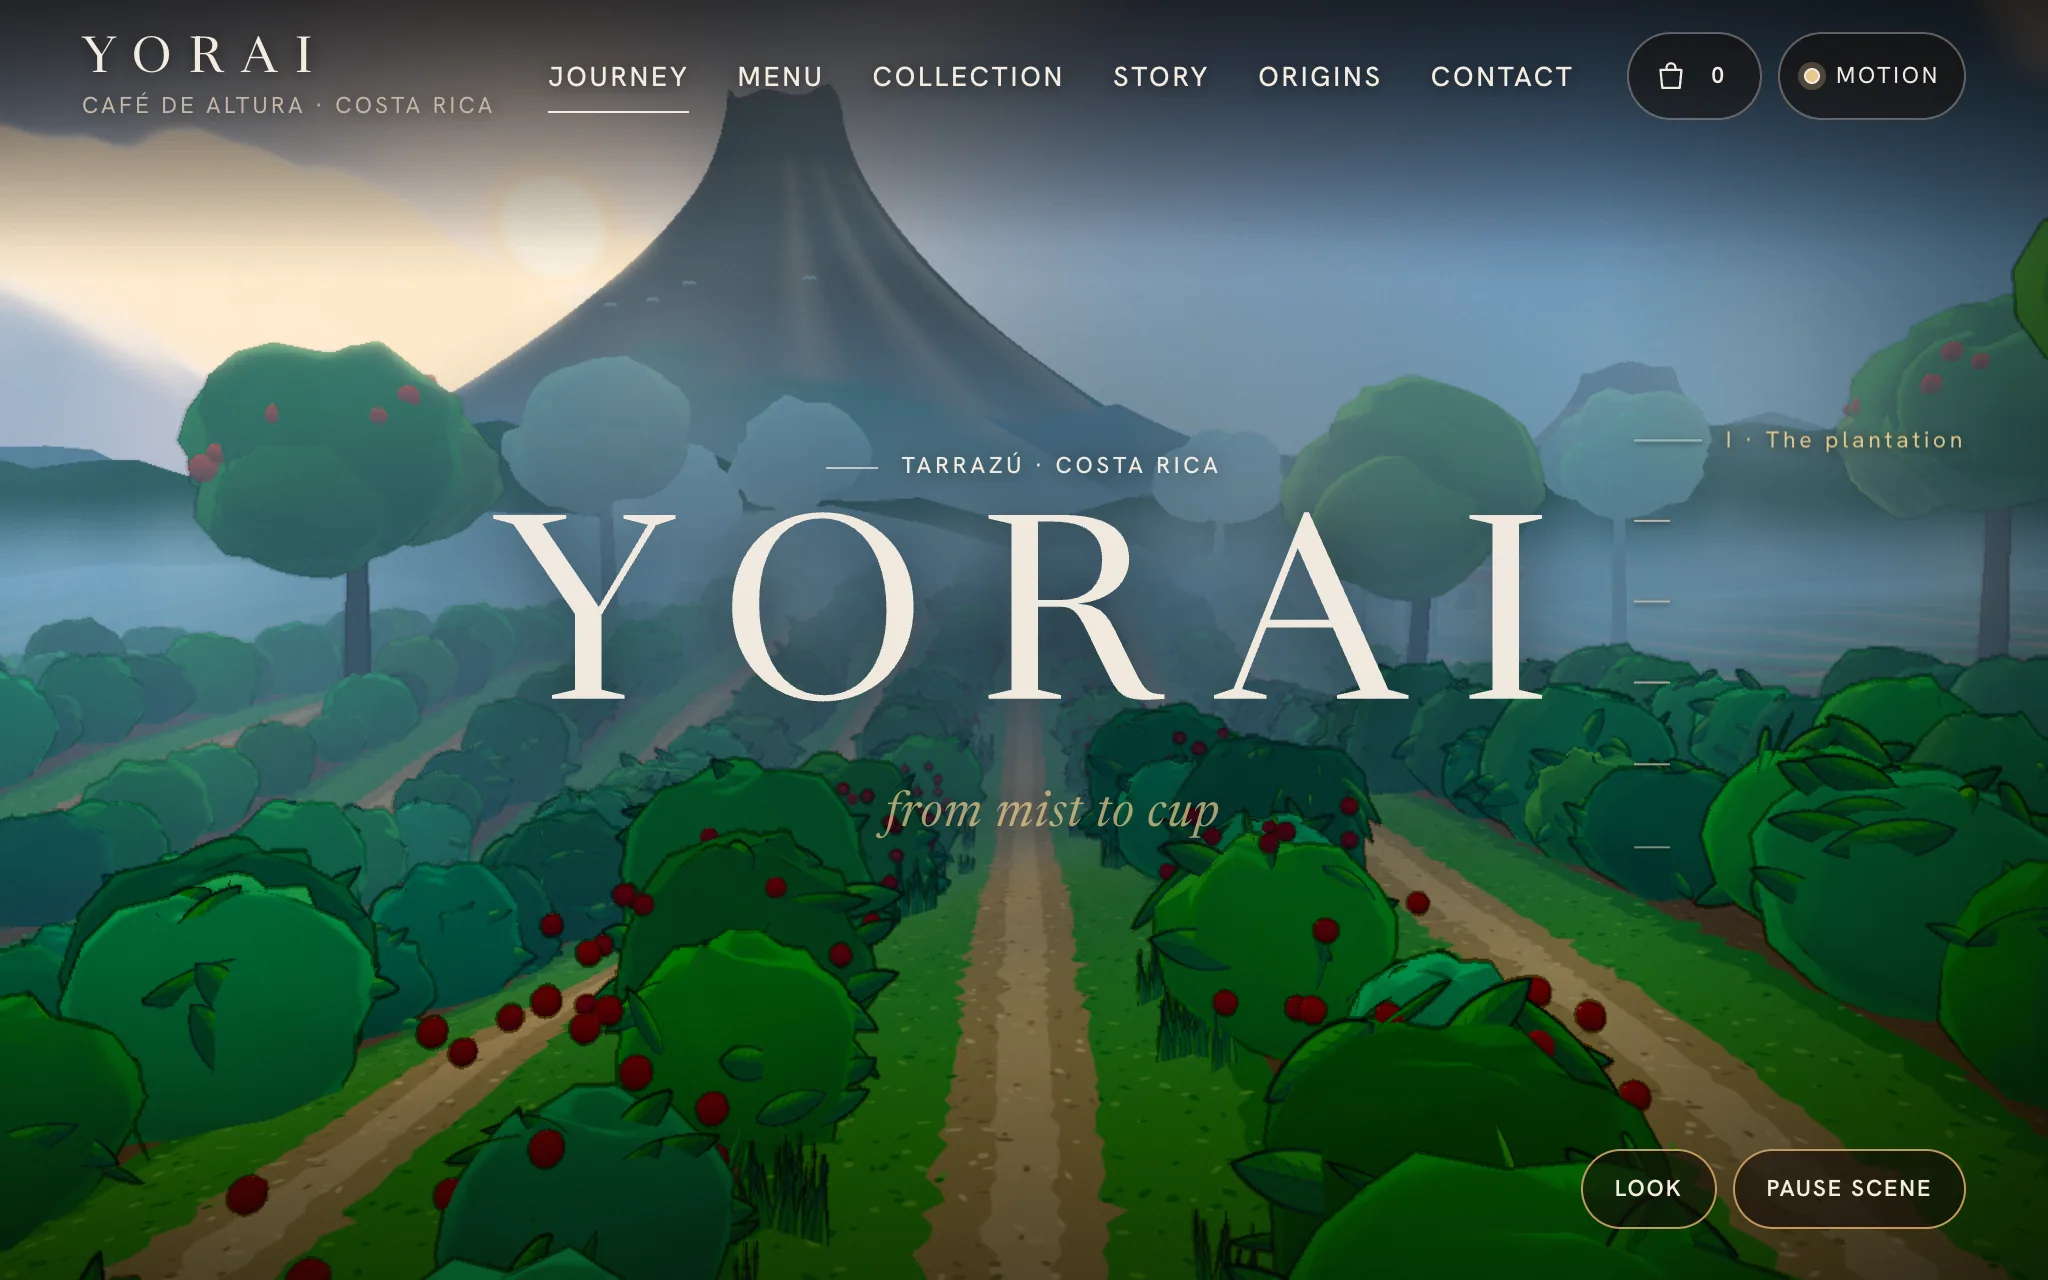 YORAI
CAFÉ DE ALTURA · COSTA RICA
JOURNEY
MENU
COLLECTION
STORY
ORIGINS
CONTACT
0
MOTION
I · The plantation
TARRAZÚ · COSTA RICA
YORAI
from mist to cup
LOOK
PAUSE SCENE